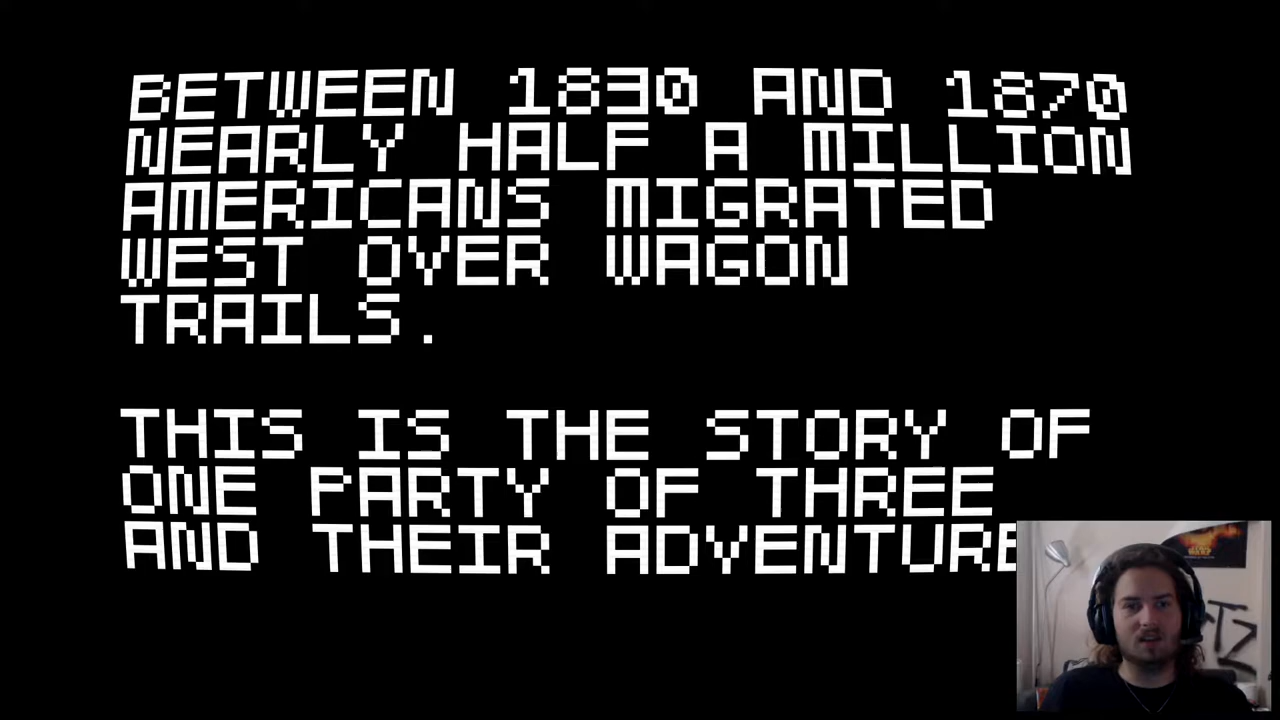 BETWEEN 1830 AND 1870
NEARLY HALF A MILLION
AMERICANS MIGRATED
WEST OVER WAGON
TRAILS.
THIS IS THE STORY OF
ONE PARTY OF THREE
AND THEIR